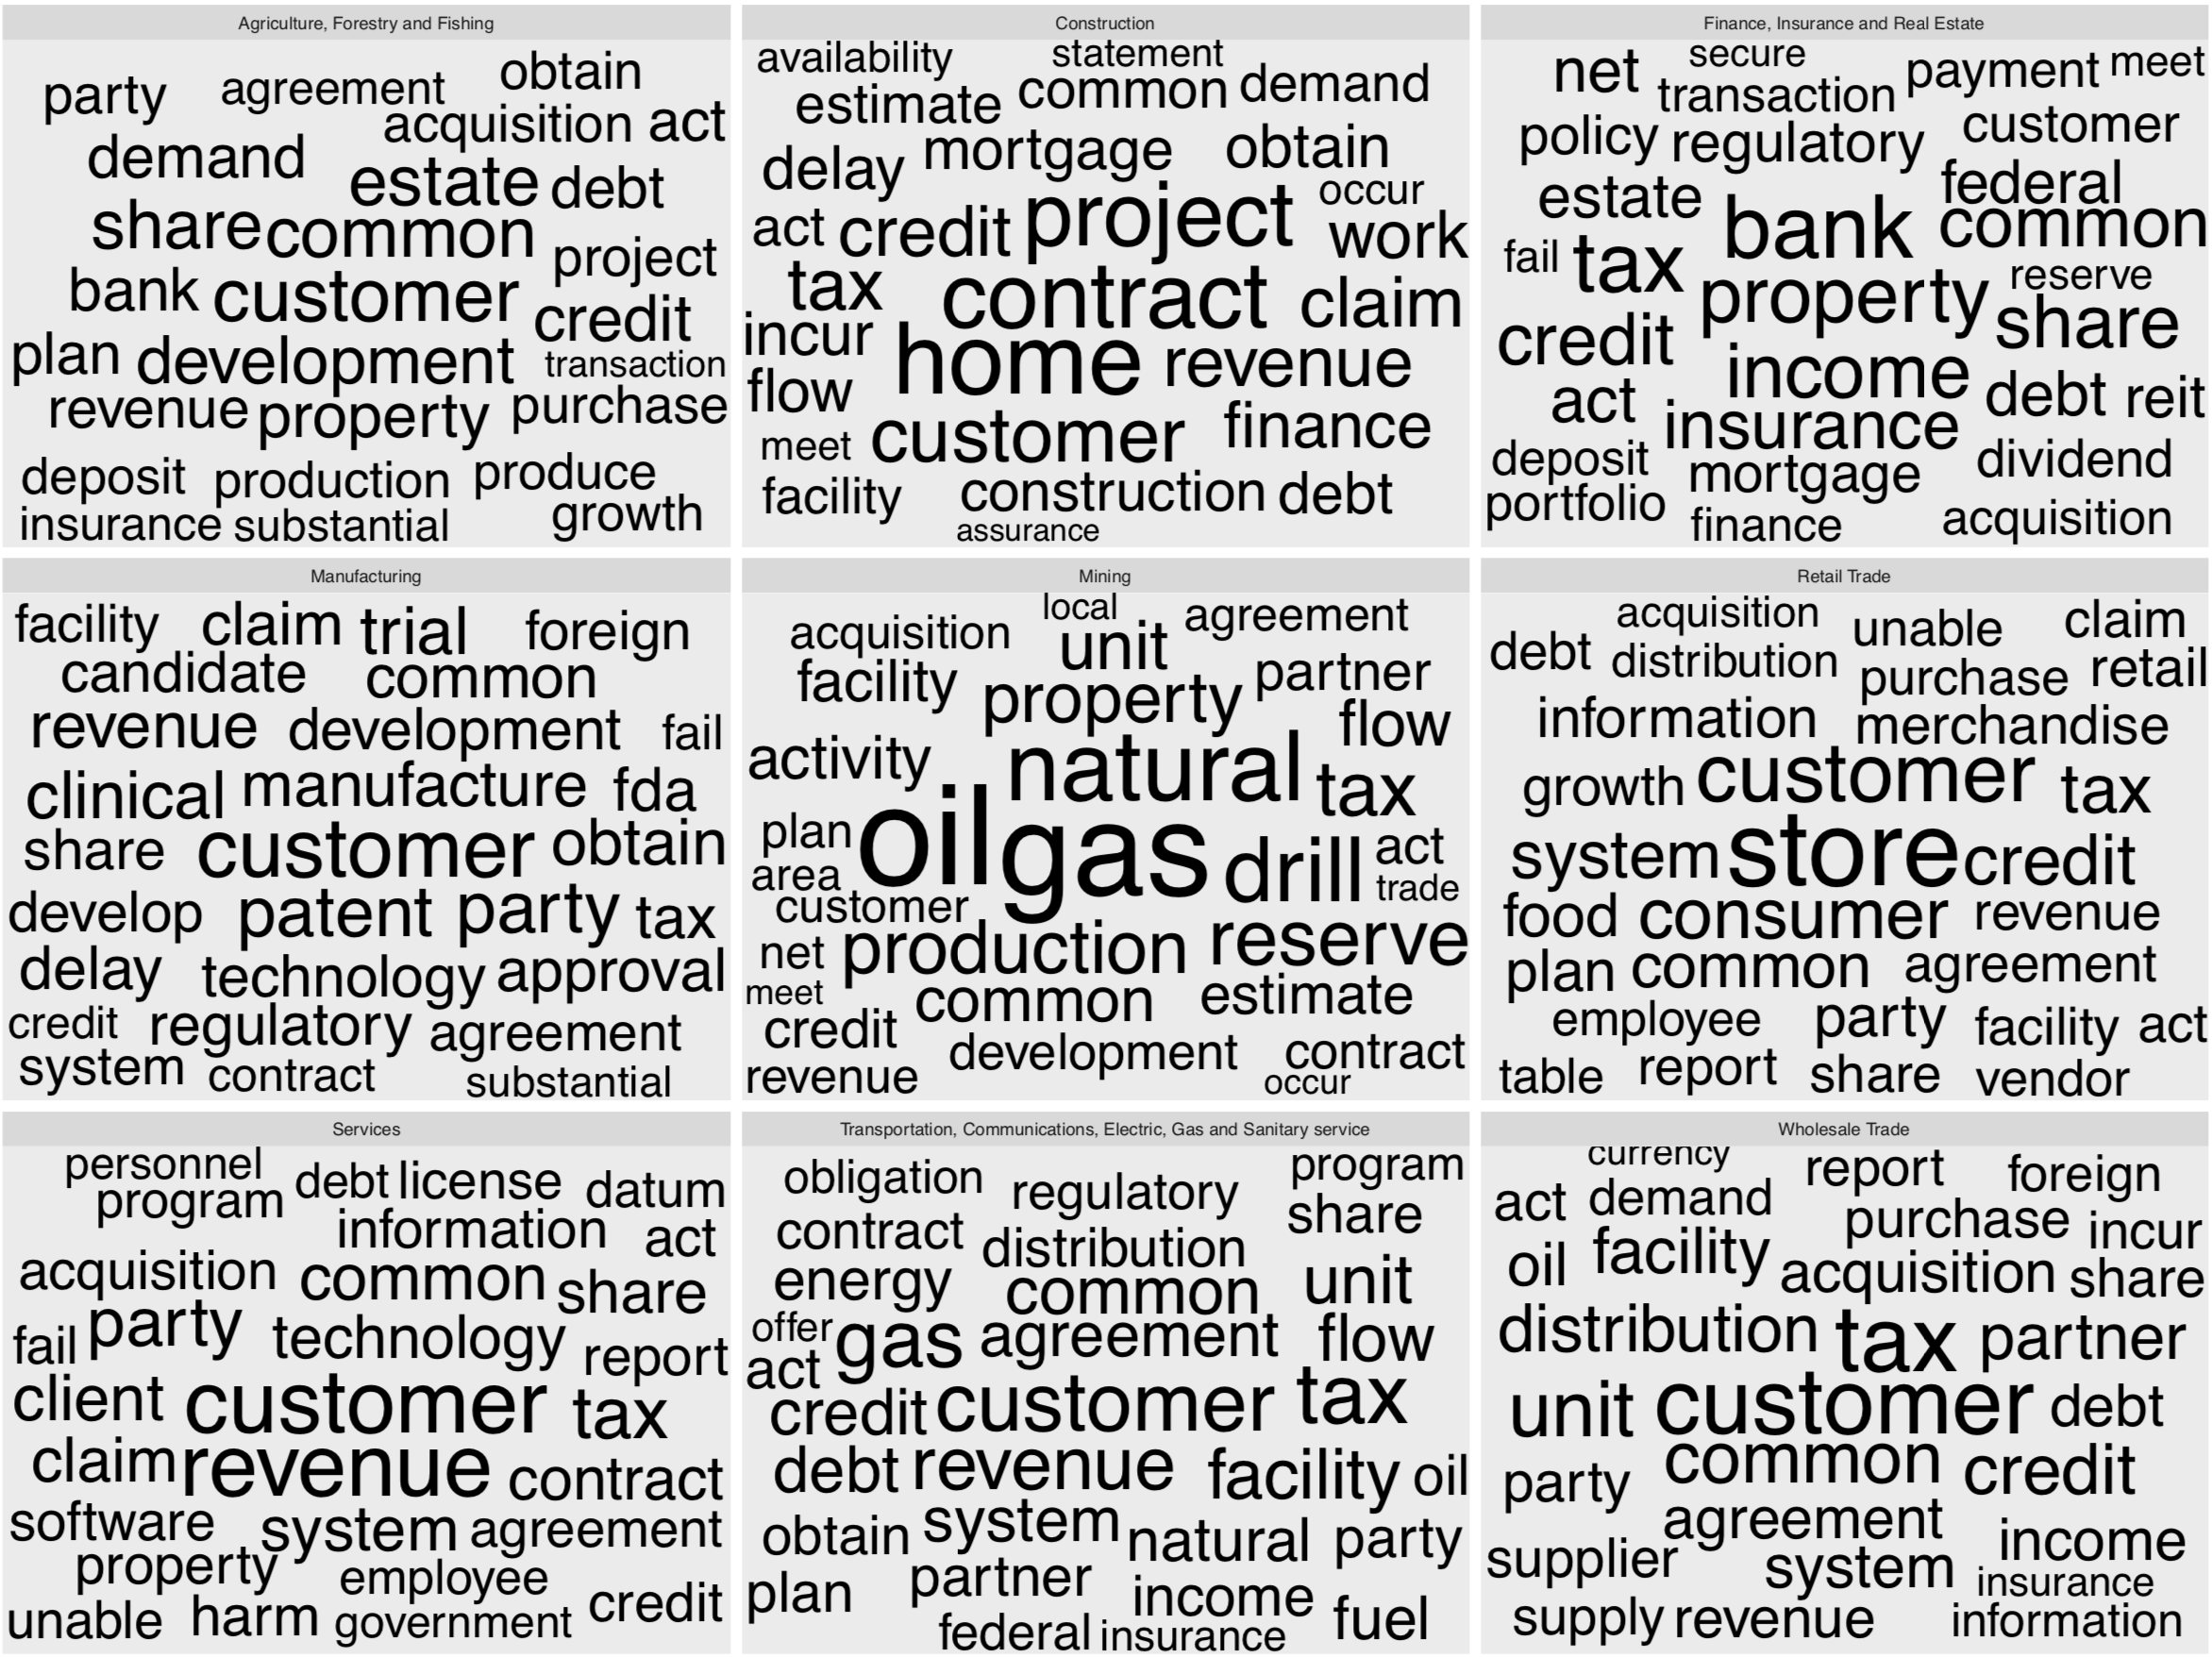 Agriculture, Forestry and Fishing
party agreement obtain
acquisition act
demand
estate debt
share common
project
bank customer
credit
plan development transaction
revenue property purchase
deposit production produce
insurance substantial growth
Construction
availability statement
estimate common demand
delay mortgage obtain
occur
act credit project work
tax contract claim
incur
home revenue
flow
meet customer finance
facility construction debt
assurance
Finance, Insurance and Real Estate
net secure payment meet
transaction
policy regulatory customer
estate federal
bank common
fail tax reserve
property share
credit income
act debt reit
insurance
deposit mortgage dividend
portfolio finance acquisition
Manufacturing
facility claim trial foreign
candidate common
revenue development fail
clinical manufacture fda
share customer obtain
develop patent party tax
delay technology approval
credit regulatory agreement
system contract substantial
Mining
local
acquisition unit agreement
facility property partner
flow
activity natural tax
plan oil gas drill act
area trade
customer
net production reserve
meet common estimate
credit
development contract
revenue occur
Retail Trade
acquisition unable claim
debt distribution purchase retail
information merchandise
growth customer tax
system store credit
food consumer revenue
plan common agreement
employee party facility act
table report share vendor
Services
personnel debt license datum
program
information act
acquisition common share
fail party technology report
client customer tax
claim revenue contract
software system agreement
property employee credit
unable harm government
Transportation, Communications, Electric, Gas and Sanitary service
obligation regulatory program
contract distribution share
energy common unit
offer gas agreement flow
act
credit customer tax
debt revenue facility oil
obtain system natural party
plan partner income fuel
federal insurance
Wholesale Trade
currency report foreign
act demand purchase incur
oil facility acquisition share
distribution tax partner
unit customer debt
party common credit
agreement income
supplier system insurance
supply revenue information